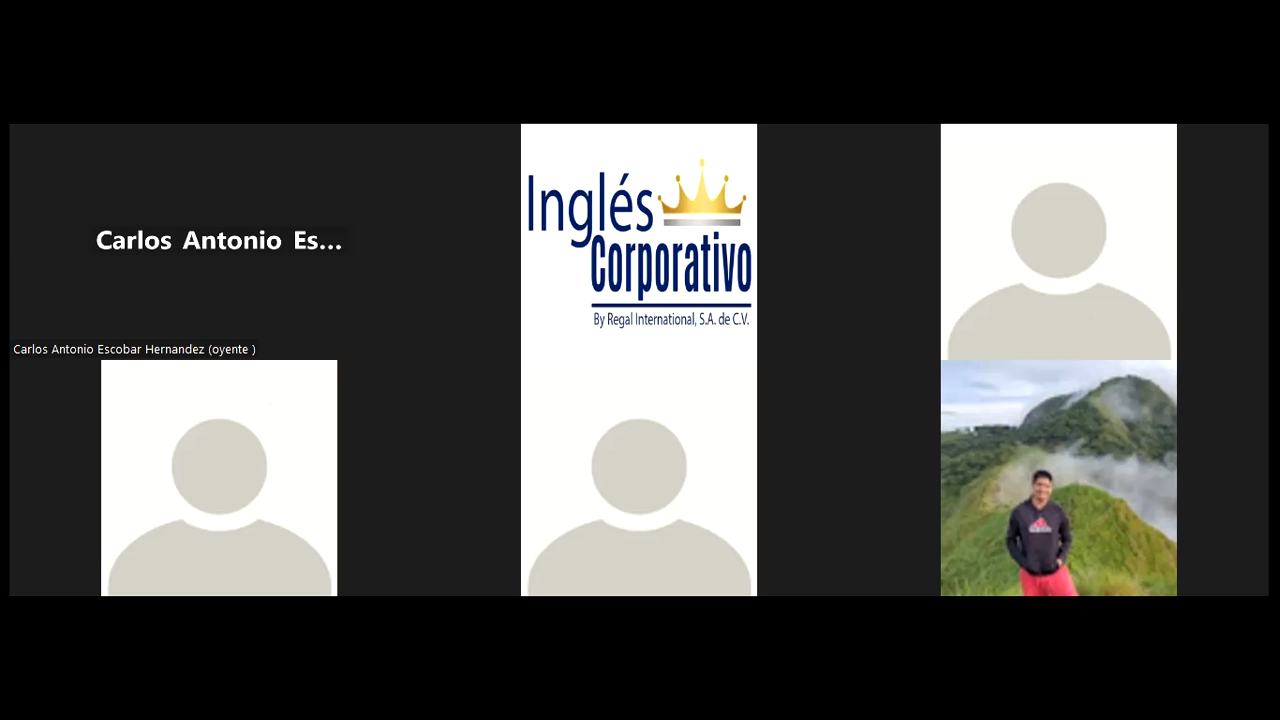 Carlos Antonio Es...
Carlos Antonio Escobar Hernandez (oyente )
Inglés
Corporativo
By Regal International, S.A. de C.V.